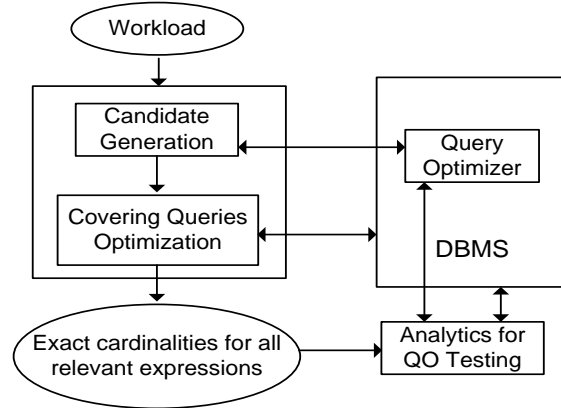 Workload
Candidate
Generation
Query
Optimizer
Covering Queries
Optimization
DBMS
Exact cardinalities for all
relevant expressions
Analytics for
QO Testing